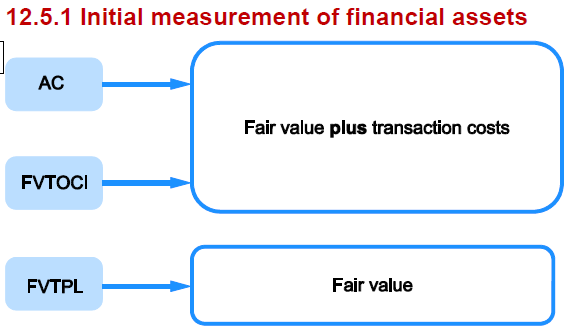 12.5.1 Initial measurement of financial assets
AC
Fair value plus transaction costs
FVTOCI
FVTPL
Fair value